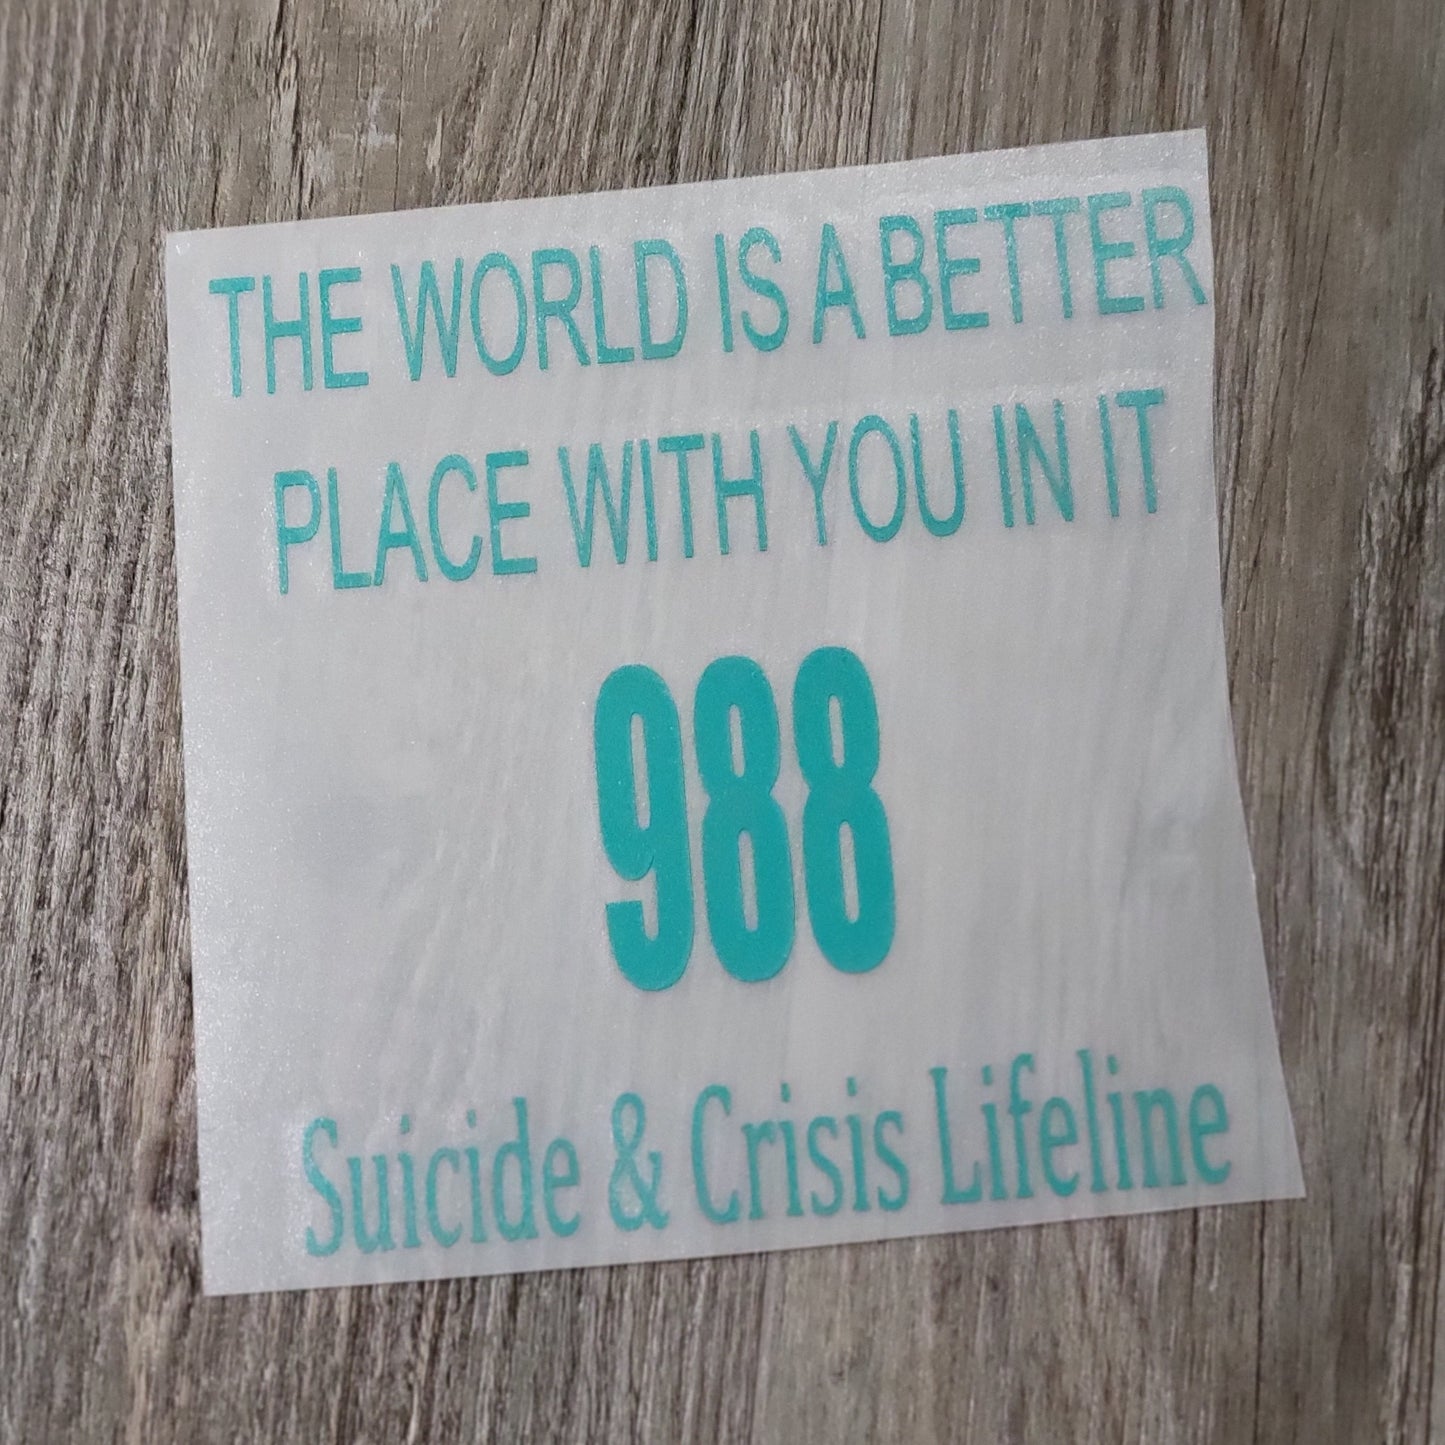 THE WORLD IS A BETTER
PLACE WITH YOU IN IT
988
Suicide & Crisis Lifeline